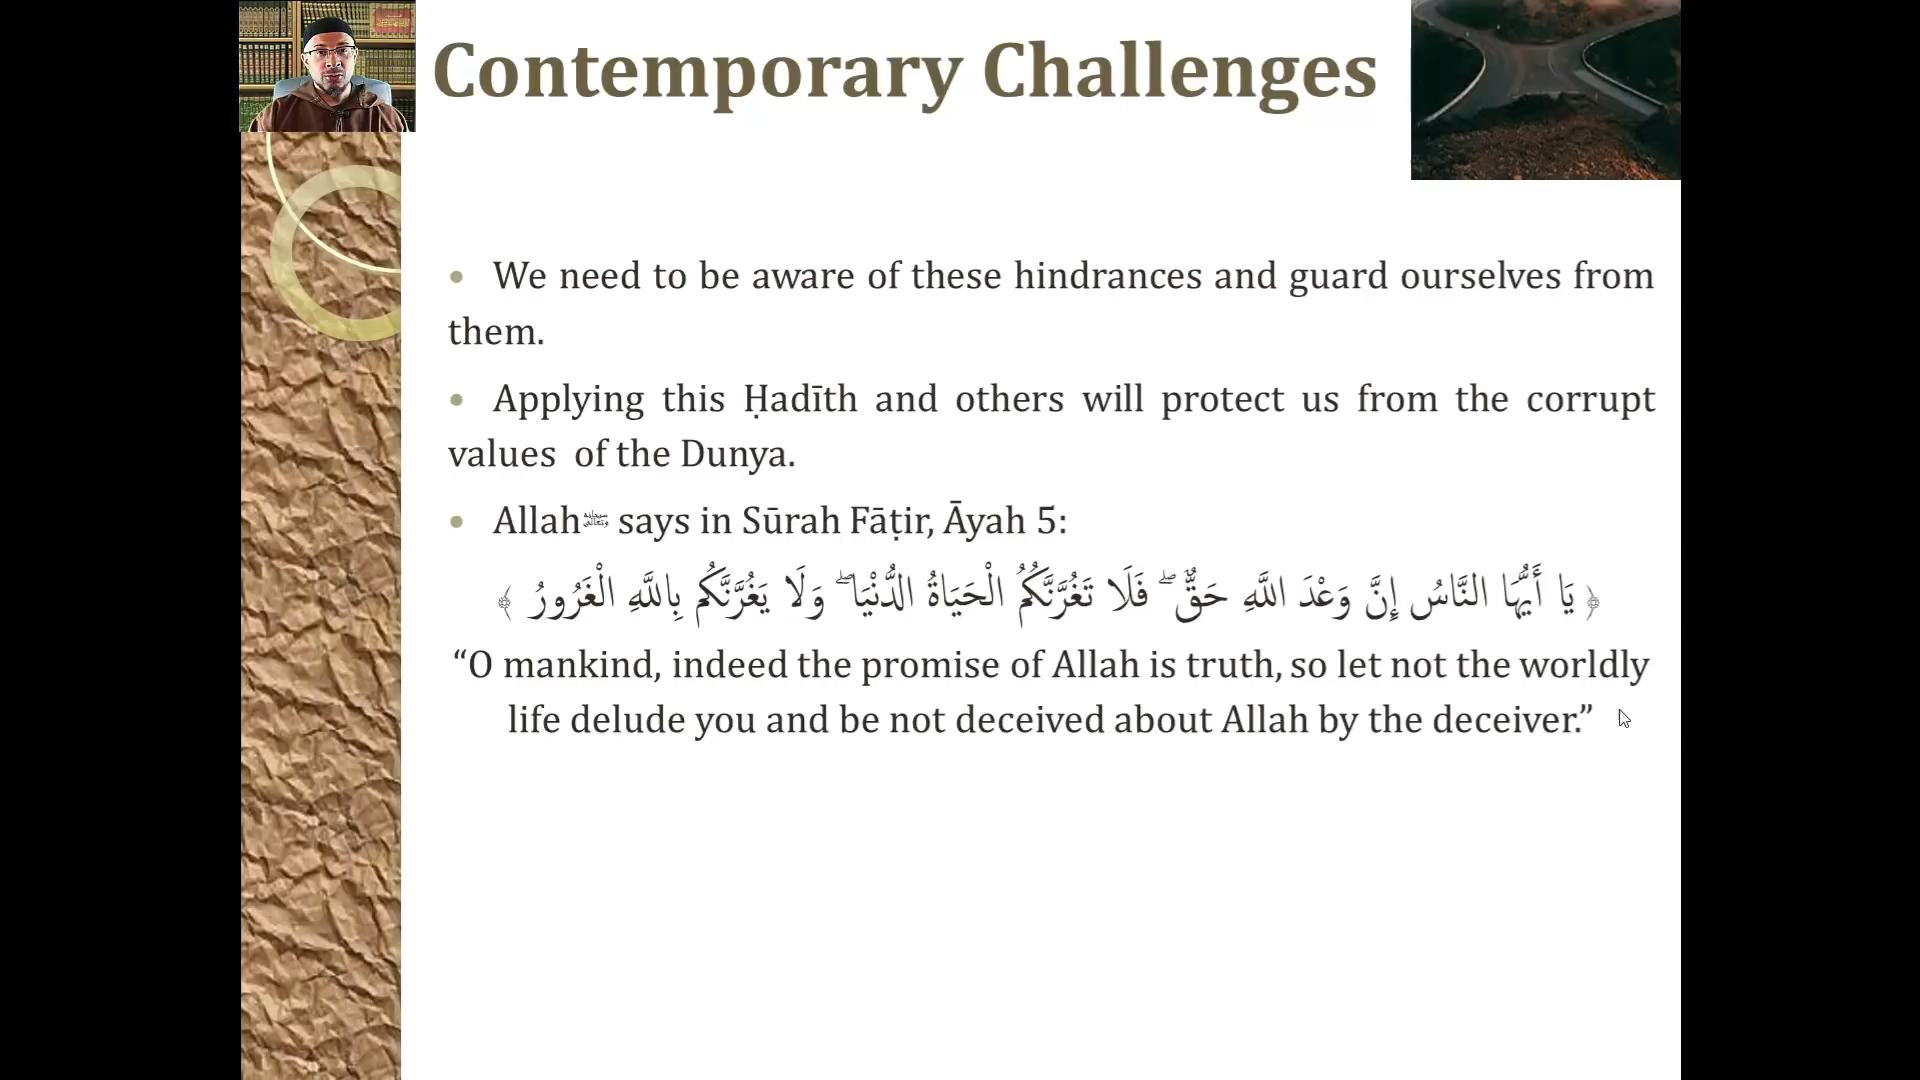 Contemporary Challenges
• We need to be aware of these hindrances and guard ourselves from
them.
• Applying this Ḥadīth and others will protect us from the corrupt
values of the Dunya.
• Allah سبحانه وتعالى says in Sūrah Fāṭir, Āyah 5:
﴿ يَا أَيُّهَا النَّاسُ إِنَّ وَعْدَ اللَّهِ حَقٌّ ۖ فَلَا تَغُرَّنَّكُمُ الْحَيَاةُ الدُّنْيَا ۖ وَلَا يَغُرَّنَّكُم بِاللَّهِ الْغَرُورُ ﴾
“O mankind, indeed the promise of Allah is truth, so let not the worldly
life delude you and be not deceived about Allah by the deceiver.”